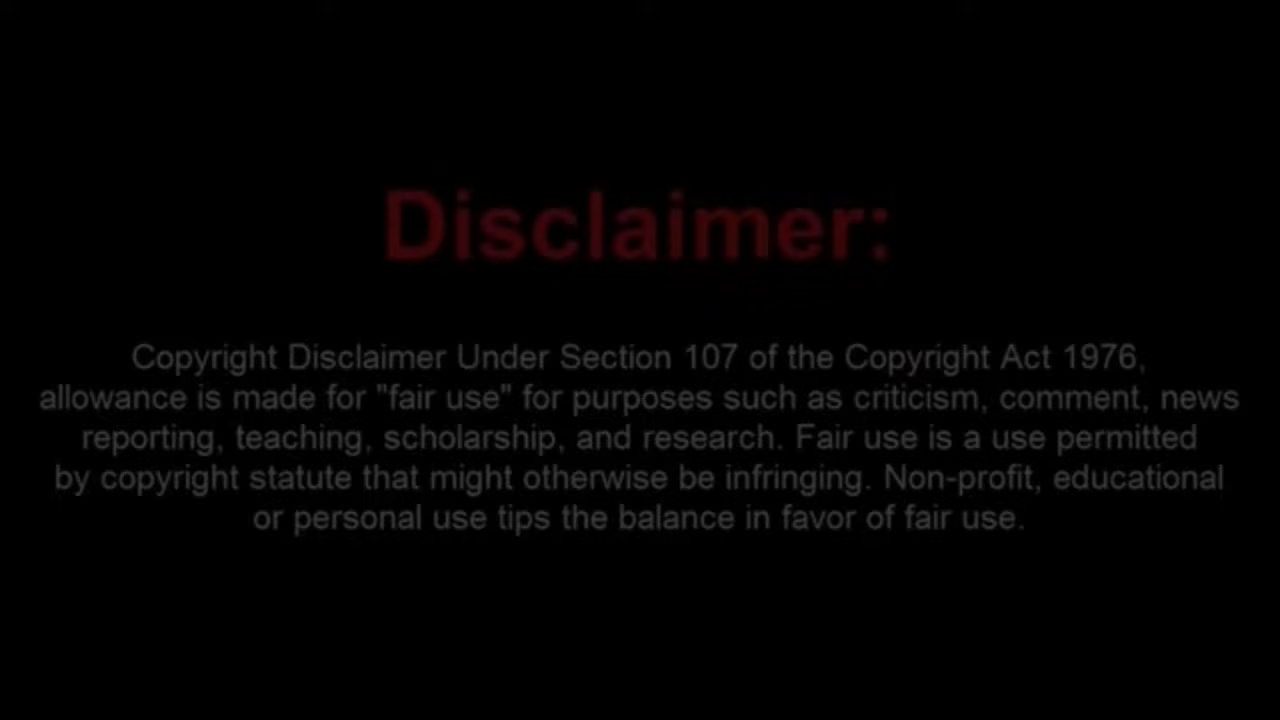 Disclaimer:
Copyright Disclaimer Under Section 107 of the Copyright Act 1976,
allowance is made for "fair use" for purposes such as criticism, comment, news
reporting, teaching, scholarship, and research. Fair use is a use permitted
by copyright statute that might otherwise be infringing. Non-profit, educational
or personal use tips the balance in favor of fair use.